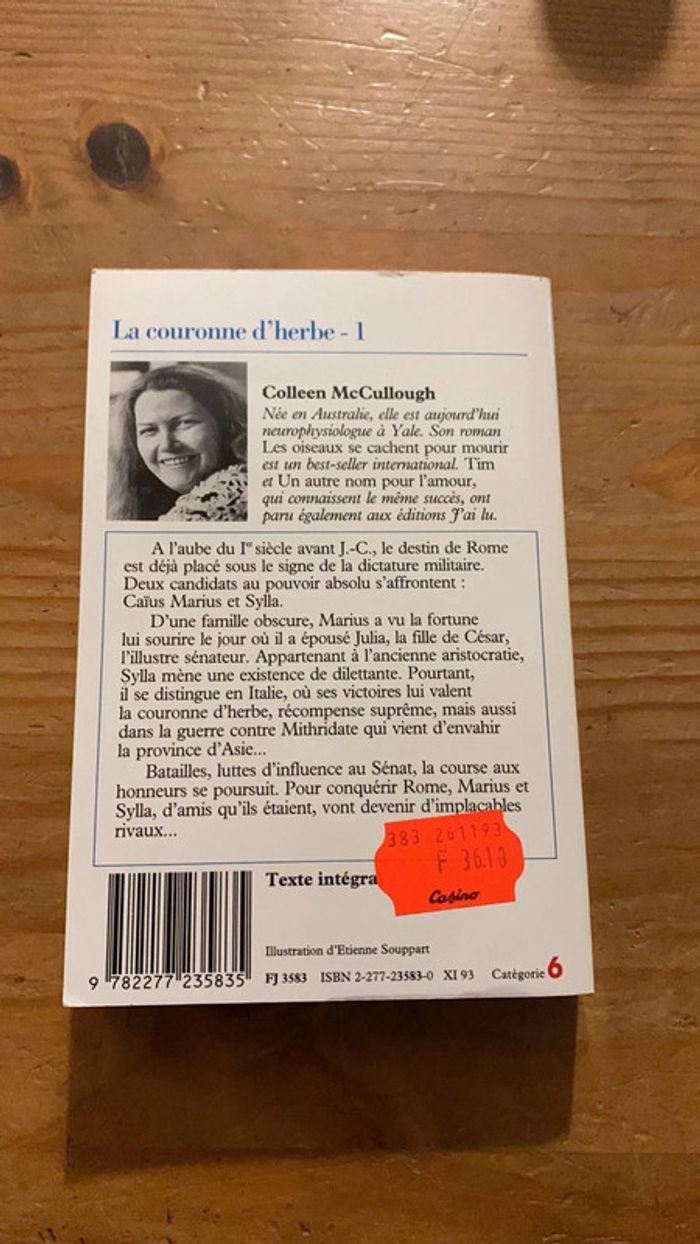 La couronne d'herbe - 1
Colleen McCullough
Née en Australie, elle est aujourd'hui
neurophysiologue à Yale. Son roman
Les oiseaux se cachent pour mourir
est un best-seller international. Tim
et Un autre nom pour l'amour,
qui connaissent le même succès, ont
paru également aux éditions J'ai lu.
A l'aube du Ier siècle avant J.-C., le destin de Rome
est déjà placé sous le signe de la dictature militaire.
Deux candidats au pouvoir absolu s'affrontent :
Caïus Marius et Sylla.
D'une famille obscure, Marius a vu la fortune
lui sourire le jour où il a épousé Julia, la fille de César,
l'illustre sénateur. Appartenant à l'ancienne aristocratie,
Sylla mène une existence de dilettante. Pourtant,
il se distingue en Italie, où ses victoires lui valent
la couronne d'herbe, récompense suprême, mais aussi
dans la guerre contre Mithridate qui vient d'envahir
la province d'Asie...
Batailles, luttes d'influence au Sénat, la course aux
honneurs se poursuit. Pour conquérir Rome, Marius et
Sylla, d'amis qu'ils étaient, vont devenir d'implacables
rivaux...
383 261193
F 36.10
Casino
Texte intégra
Illustration d'Etienne Souppart
FJ 3583 ISBN 2-277-23583-0 XI 93 Catégorie 6
9 782277 235835